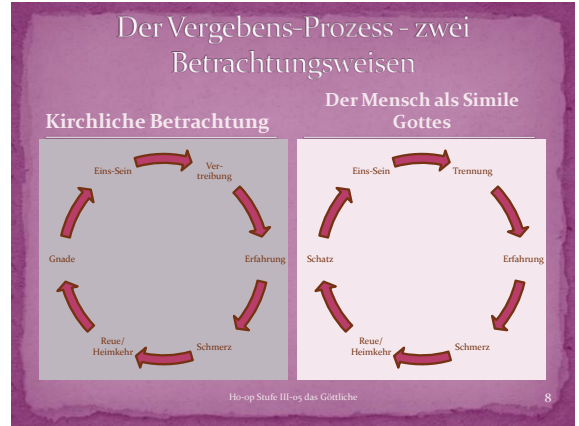 Der Vergebens-Prozess - zwei
Betrachtungsweisen
Kirchliche Betrachtung
Eins-Sein
Ver-
treibung
Erfahrung
Schmerz
Reue/
Heimkehr
Gnade
Der Mensch als Simile
Gottes
Eins-Sein
Trennung
Erfahrung
Schmerz
Reue/
Heimkehr
Schatz
Ho-op Stufe III-05 das Göttliche
8